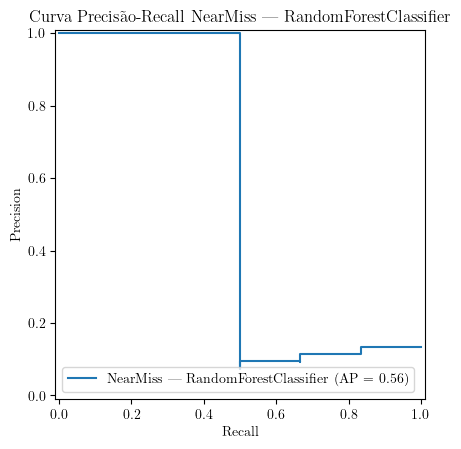 Curva Precisão-Recall NearMiss — RandomForestClassifier
1.0
0.8
0.6
0.4
0.2
0.0
Precision
NearMiss — RandomForestClassifier (AP = 0.56)
0.0 0.2 0.4 0.6 0.8 1.0
Recall